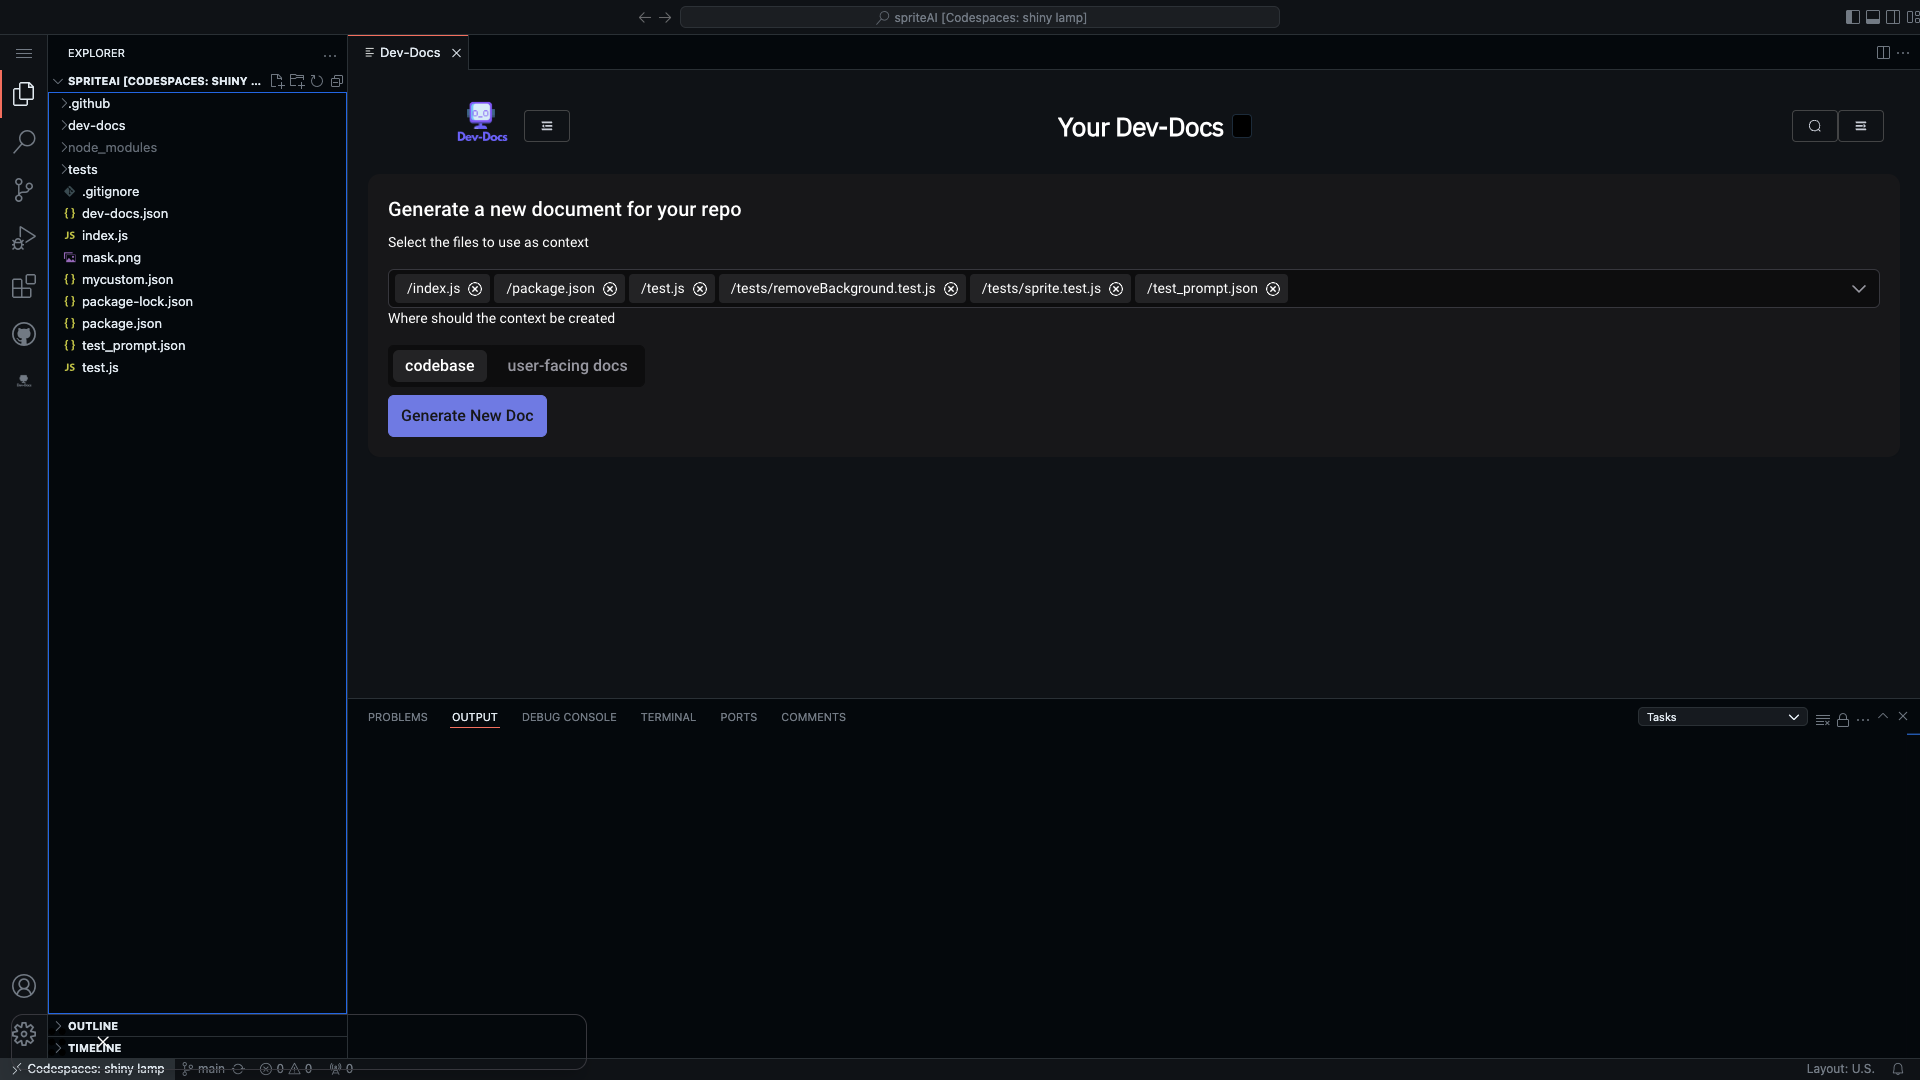 spriteAI [Codespaces: shiny lamp]
EXPLORER
SPRITEAI [CODESPACES: SHINY ...
.github
dev-docs
node_modules
tests
.gitignore
dev-docs.json
index.js
mask.png
mycustom.json
package-lock.json
package.json
test_prompt.json
test.js
OUTLINE
TIMELINE
Dev-Docs
Dev-Docs
Your Dev-Docs
Generate a new document for your repo
Select the files to use as context
/index.js /package.json /test.js /tests/removeBackground.test.js /tests/sprite.test.js /test_prompt.json
Where should the context be created
codebase user-facing docs
Generate New Doc
PROBLEMS OUTPUT DEBUG CONSOLE TERMINAL PORTS COMMENTS Tasks
Codespaces: shiny lamp main 0 0 0 Layout: U.S.